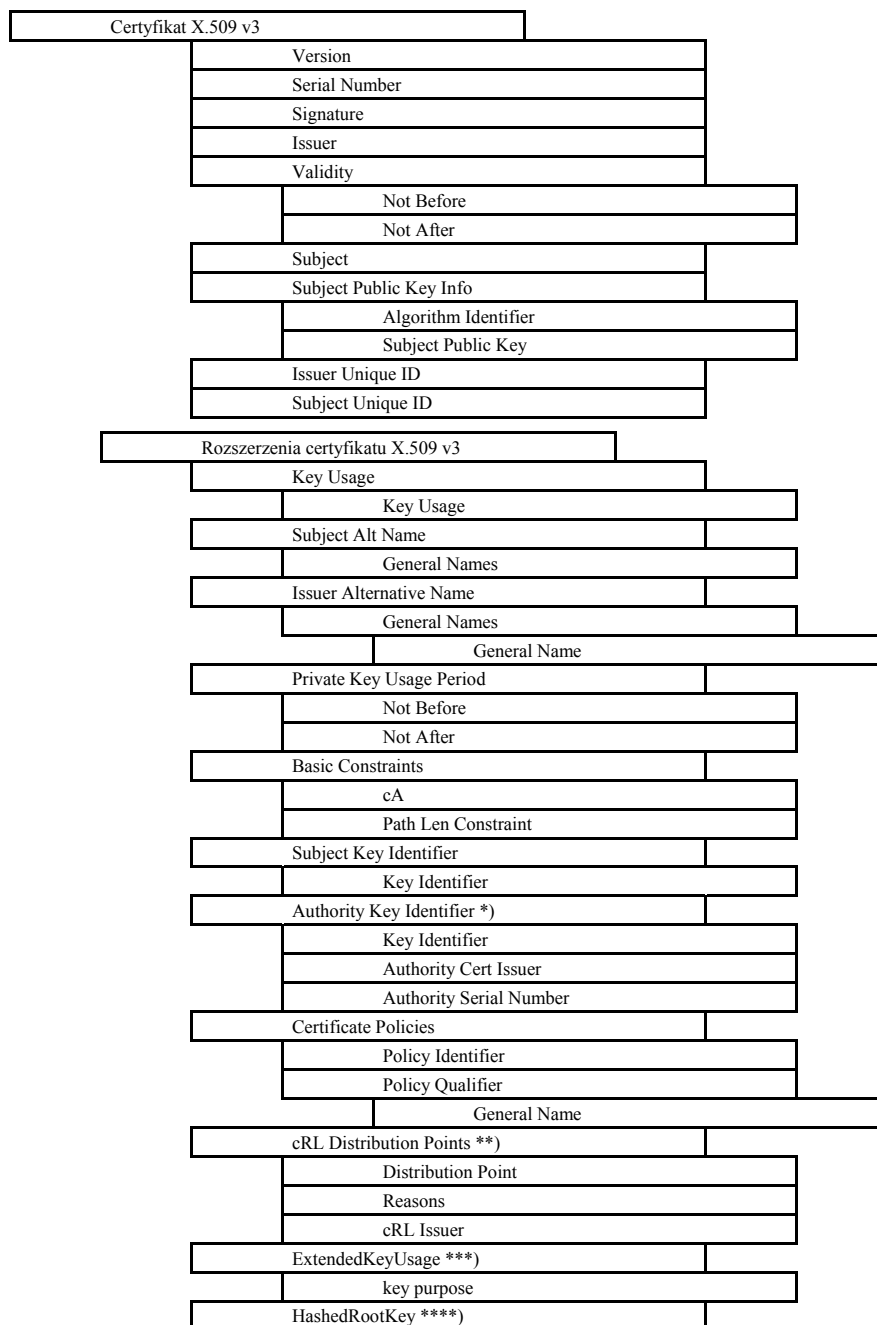 Certyfikat X.509 v3
Version
Serial Number
Signature
Issuer
Validity
Not Before
Not After
Subject
Subject Public Key Info
Algorithm Identifier
Subject Public Key
Issuer Unique ID
Subject Unique ID
Rozszerzenia certyfikatu X.509 v3
Key Usage
Key Usage
Subject Alt Name
General Names
Issuer Alternative Name
General Names
General Name
Private Key Usage Period
Not Before
Not After
Basic Constraints
cA
Path Len Constraint
Subject Key Identifier
Key Identifier
Authority Key Identifier *)
Key Identifier
Authority Cert Issuer
Authority Serial Number
Certificate Policies
Policy Identifier
Policy Qualifier
General Name
cRL Distribution Points **)
Distribution Point
Reasons
cRL Issuer
ExtendedKeyUsage ***)
key purpose
HashedRootKey ****)